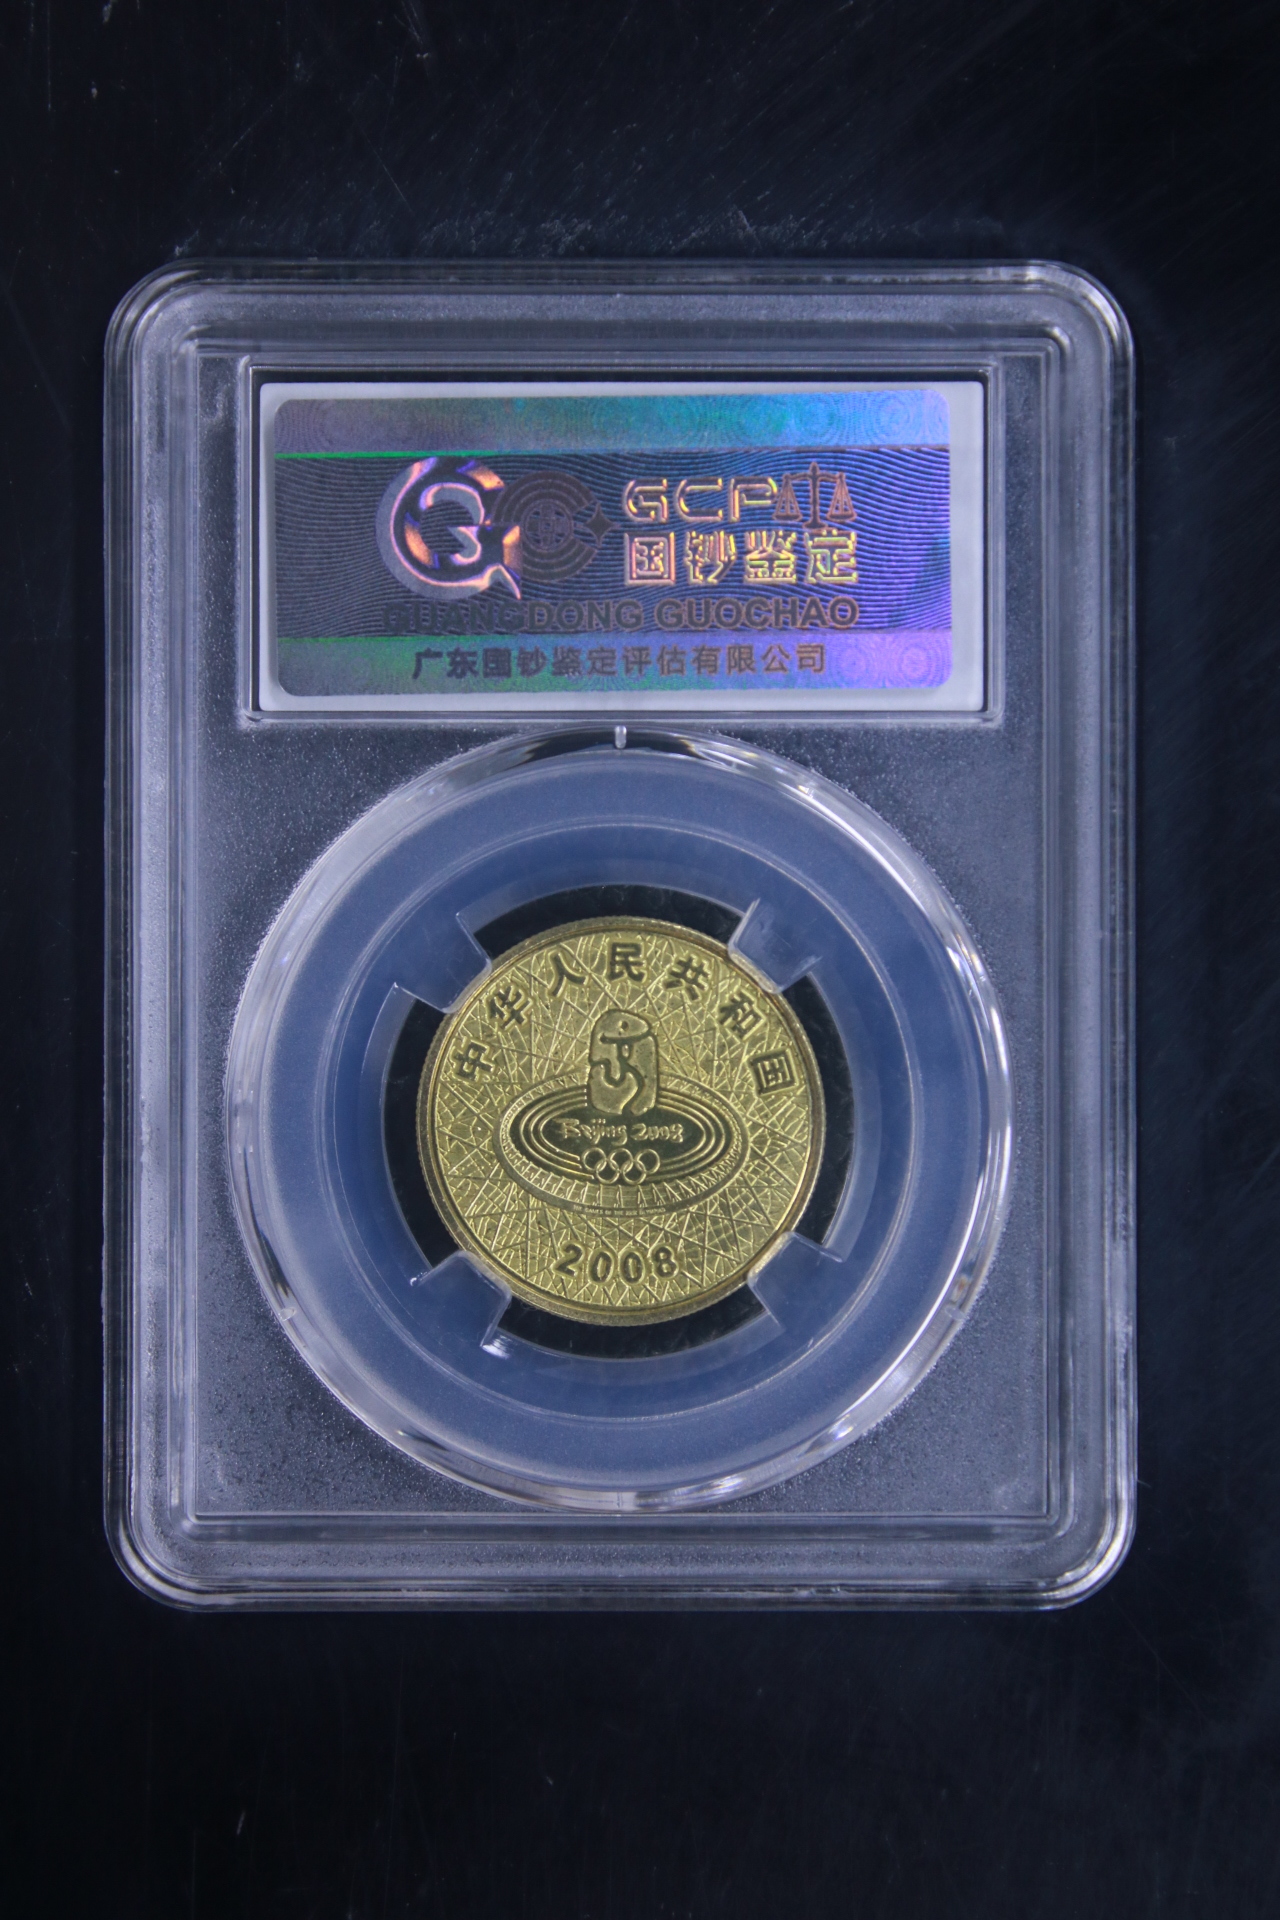 GCP
国钞鉴定
GUANGDONG GUOCHAO
广东国钞鉴定评估有限公司
中华人民共和国
Beijing 2008
2008